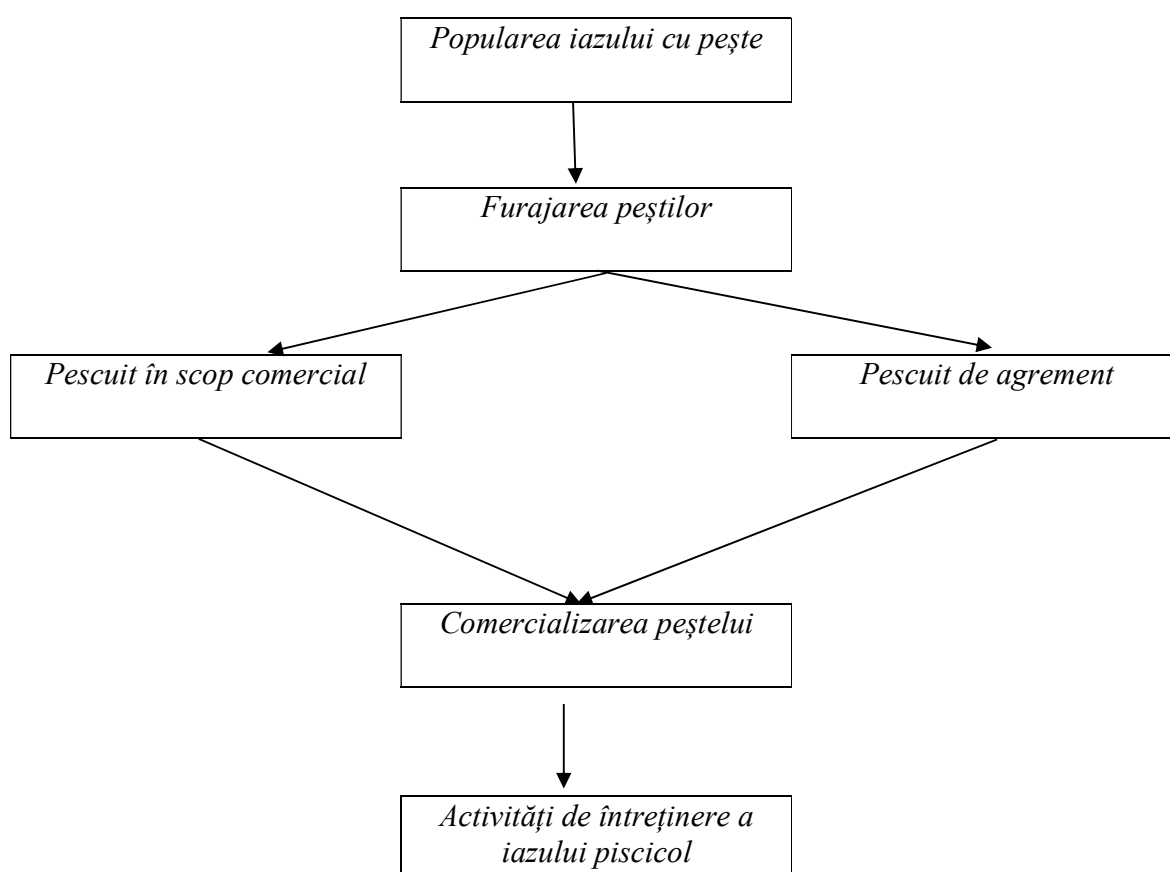 Popularea iazului cu pește
Furajarea peștilor
Pescuit în scop comercial
Pescuit de agrement
Comercializarea peștelui
Activități de întreținere a
iazului piscicol